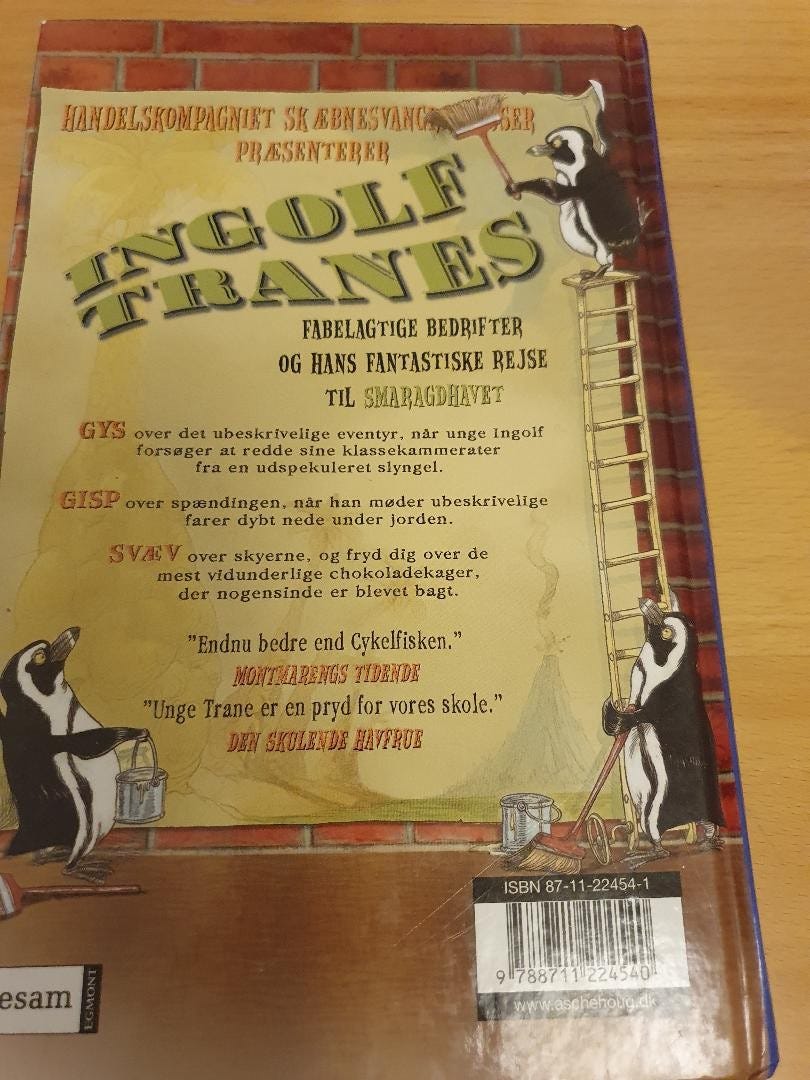 HANDELSKOMPAGNIET
PRÆSENTERER
INGOLF
TRANES
FABELAGTIGE BEDRIFTER
OG HANS FANTASTISKE REJSE
TIL SMARAGDHAVET
GYS over det ubeskrivelige eventyr, når unge Ingolf
forsøger at redde sine klassekammerater
fra en udspekuleret slyngel.
GISP over spændingen, når han møder ubeskrivelige
farer dybt nede under jorden.
SVÆV over skyerne, og fryd dig over de
mest vidunderlige chokoladekager,
der nogensinde er blevet bagt.
"Endnu bedre end Cykelfisken."
MONTMARENGS TIDENDE
"Unge Trane er en pryd for vores skole."
DEN SKULENDE HAVFRUE
ISBN 87-11-22454-1
9 788711 224540
www.aschehoug.dk
esam
EGMONT